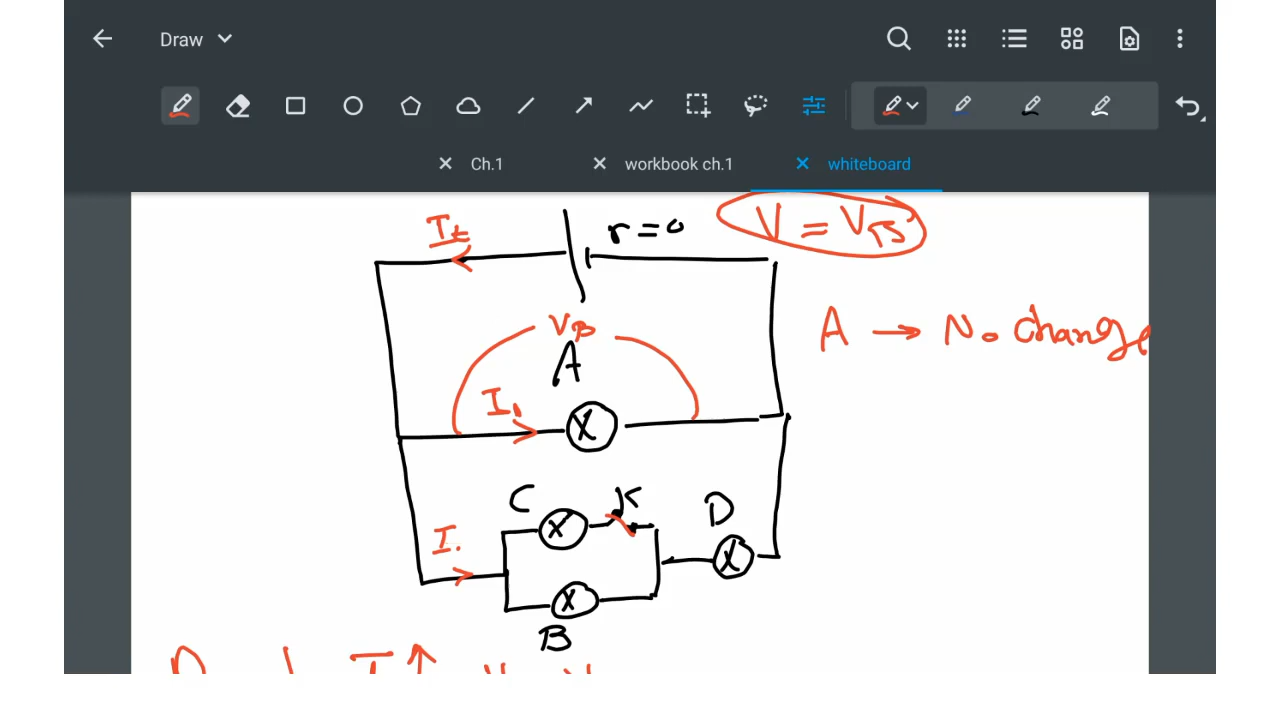 Draw
Ch.1
workbook ch.1
whiteboard
It
r=0
V = VB
VB
A → No change
A
I1
C
K
D
I
B
I↑